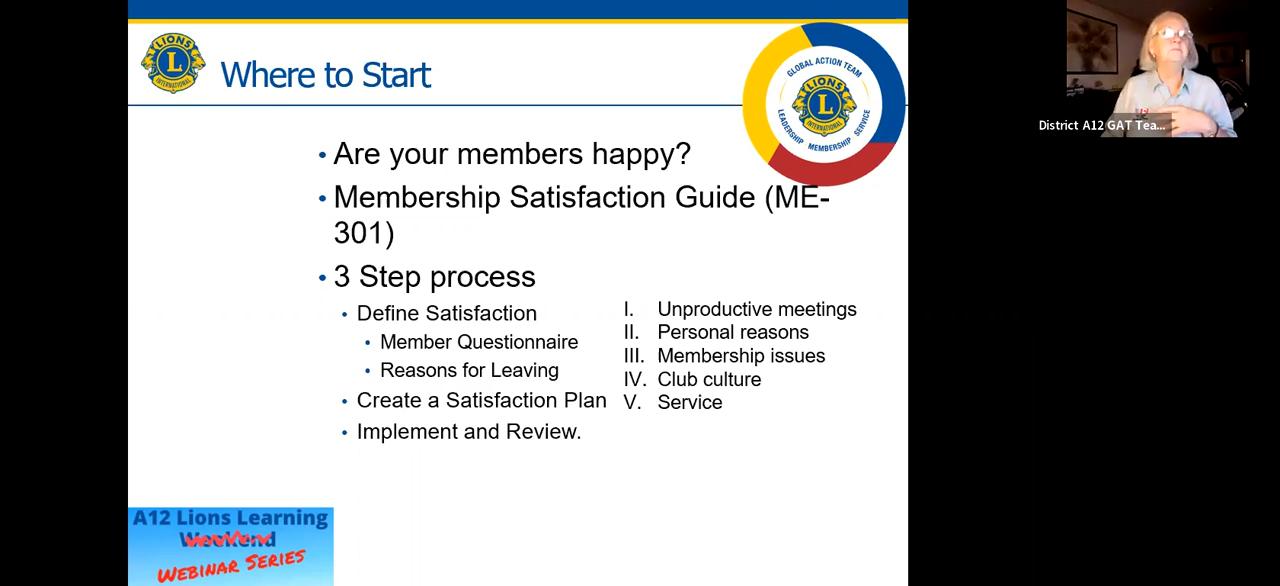 LIONS
L
INTERNATIONAL
Where to Start
GLOBAL ACTION TEAM
LIONS
L
INTERNATIONAL
LEADERSHIP MEMBERSHIP SERVICE
District A12 GAT Tea...
• Are your members happy?
• Membership Satisfaction Guide (ME-
301)
• 3 Step process
• Define Satisfaction
• Member Questionnaire
• Reasons for Leaving
• Create a Satisfaction Plan
• Implement and Review.
I. Unproductive meetings
II. Personal reasons
III. Membership issues
IV. Club culture
V. Service
A12 Lions Learning
Weekend
WEBINAR SERIES